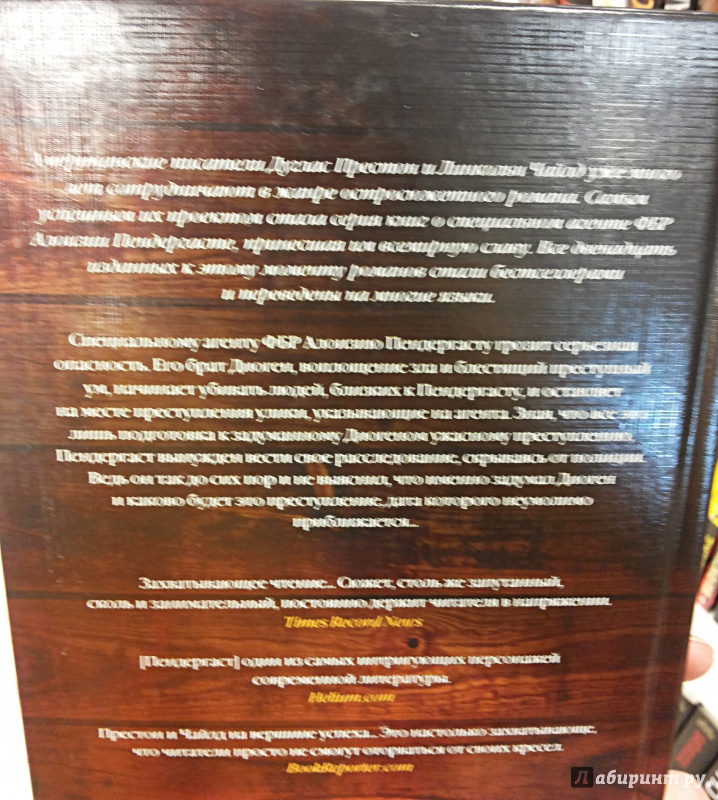 Американские писатели Дуглас Престон и Линкольн Чайлд уже много
лет сотрудничают в жанре остросюжетного романа. Самым
успешным их проектом стала серия книг о специальном агенте ФБР
Алоизии Пендергасте, принесшая им всемирную славу. Все двенадцать
изданных к этому моменту романов стали бестселлерами
и переведены на многие языки.
Специальному агенту ФБР Алоизию Пендергасту грозит серьезная
опасность. Его брат Диоген, воплощение зла и блестящий преступный
ум, начинает убивать людей, близких к Пендергасту, и оставляет
на месте преступления улики, указывающие на агента. Зная, что все это
лишь подготовка к задуманному Диогеном ужасному преступлению,
Пендергаст вынужден вести свое расследование, скрываясь от полиции.
Ведь он так до сих пор и не выяснил, что именно задумал Диоген
и каково будет это преступление, дата которого неумолимо
приближается...
Захватывающее чтение... Сюжет, столь же запутанный,
сколь и занимательный, постоянно держит читателя в напряжении.
Times Record News
[Пендергаст] один из самых интригующих персонажей
современной литературы.
Helium.com
Престон и Чайлд на вершине успеха... Это настолько захватывающе,
что читатели просто не смогут оторваться от своих кресел.
BookReporter.com
Лабиринт.ру